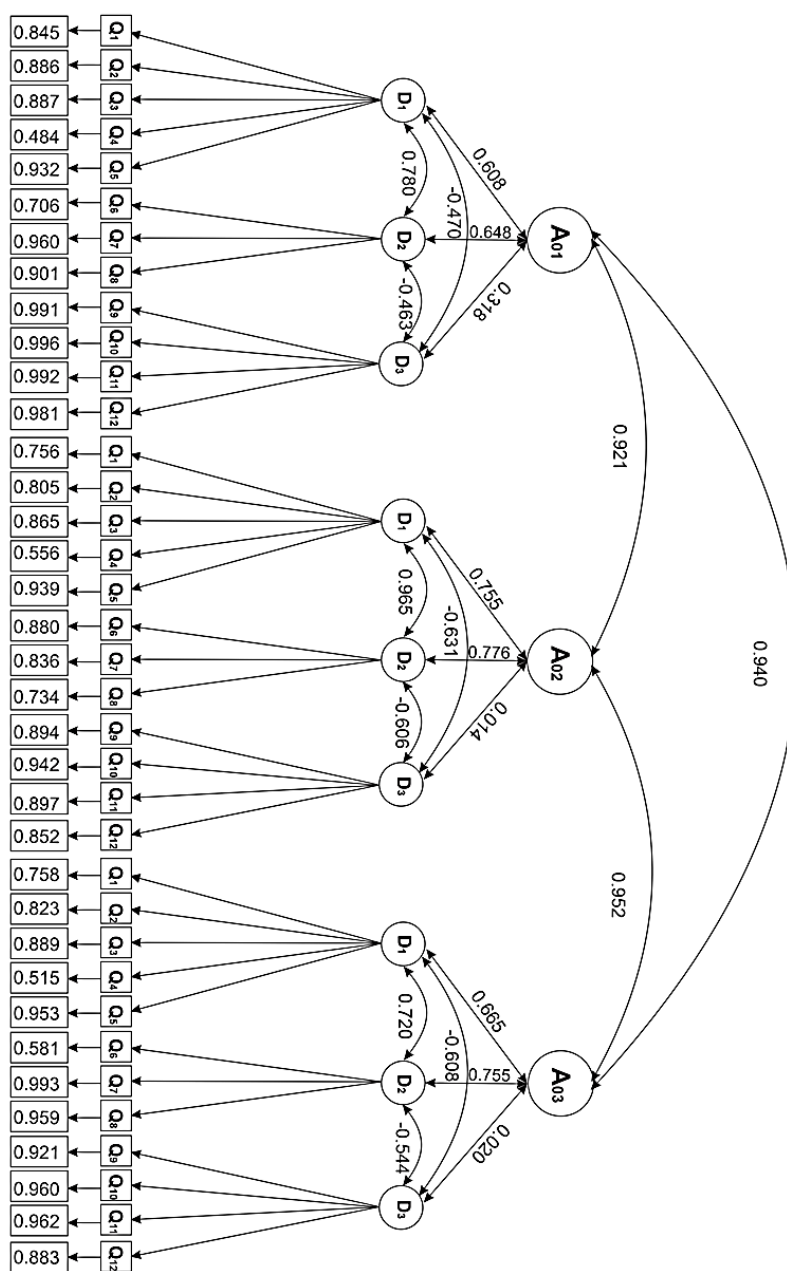 0.845 Q1
0.886 Q2
0.887 Q3
0.484 Q4
0.932 Q5
0.706 Q6
0.960 Q7
0.901 Q8
0.991 Q9
0.996 Q10
0.992 Q11
0.981 Q12
D1
D2
D3
0.780
-0.463
-0.470
0.608
0.648
0.318
A01
0.921
0.940
0.756 Q1
0.805 Q2
0.865 Q3
0.556 Q4
0.939 Q5
0.880 Q6
0.836 Q7
0.734 Q8
0.894 Q9
0.942 Q10
0.897 Q11
0.852 Q12
D1
D2
D3
0.965
-0.606
-0.631
0.755
0.776
0.014
A02
0.952
0.758 Q1
0.823 Q2
0.889 Q3
0.515 Q4
0.953 Q5
0.581 Q6
0.993 Q7
0.959 Q8
0.921 Q9
0.960 Q10
0.962 Q11
0.883 Q12
D1
D2
D3
0.720
-0.544
-0.608
0.665
0.755
0.020
A03